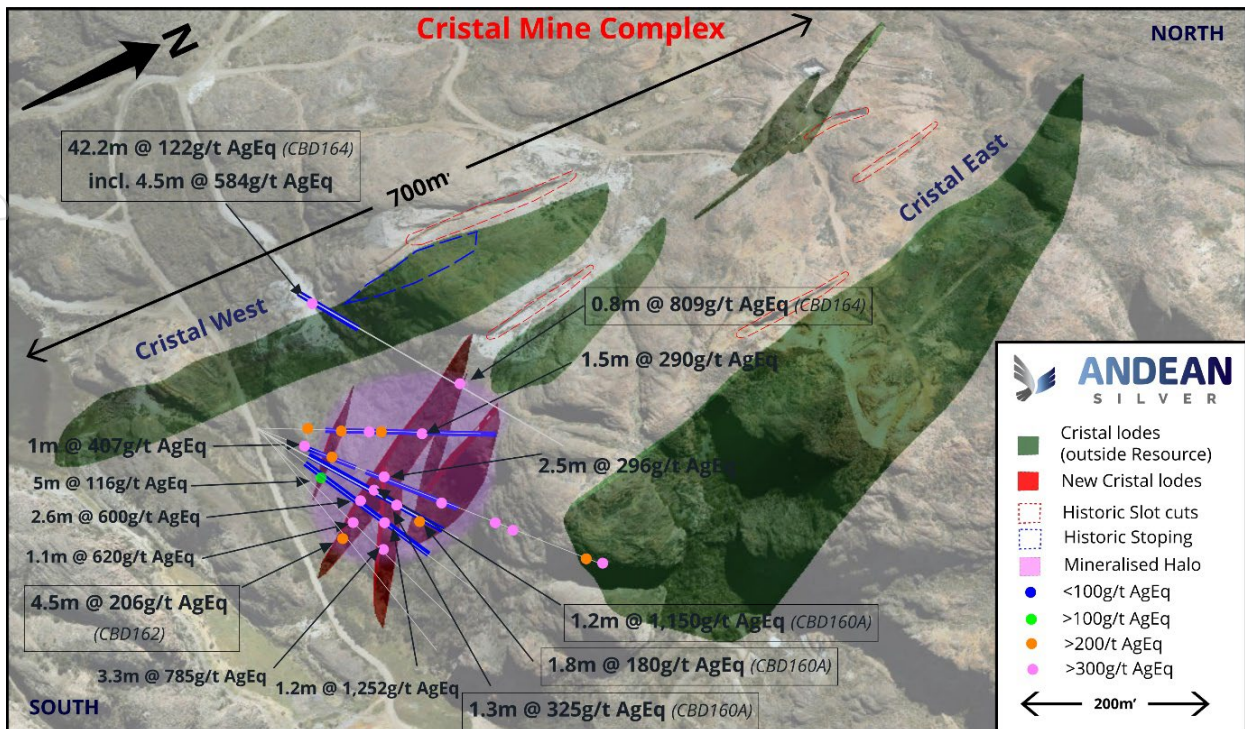 Cristal Mine Complex
N
NORTH
42.2m @ 122g/t AgEq (CBD164)
incl. 4.5m @ 584g/t AgEq
700m'
Cristal East
Cristal West
0.8m @ 809g/t AgEq (CBD164)
1.5m @ 290g/t AgEq
1m @ 407g/t AgEq
2.5m @ 296g/t AgEq
5m @ 116g/t AgEq
2.6m @ 600g/t AgEq
1.1m @ 620g/t AgEq
4.5m @ 206g/t AgEq
(CBD162)
1.2m @ 1,150g/t AgEq (CBD160A)
3.3m @ 785g/t AgEq
1.2m @ 1,252g/t AgEq
1.8m @ 180g/t AgEq (CBD160A)
1.3m @ 325g/t AgEq (CBD160A)
SOUTH
ANDEAN
SILVER
Cristal lodes
(outside Resource)
New Cristal lodes
Historic Slot cuts
Historic Stoping
Mineralised Halo
<100g/t AgEq
>100g/t AgEq
>200/t AgEq
>300g/t AgEq
200m'